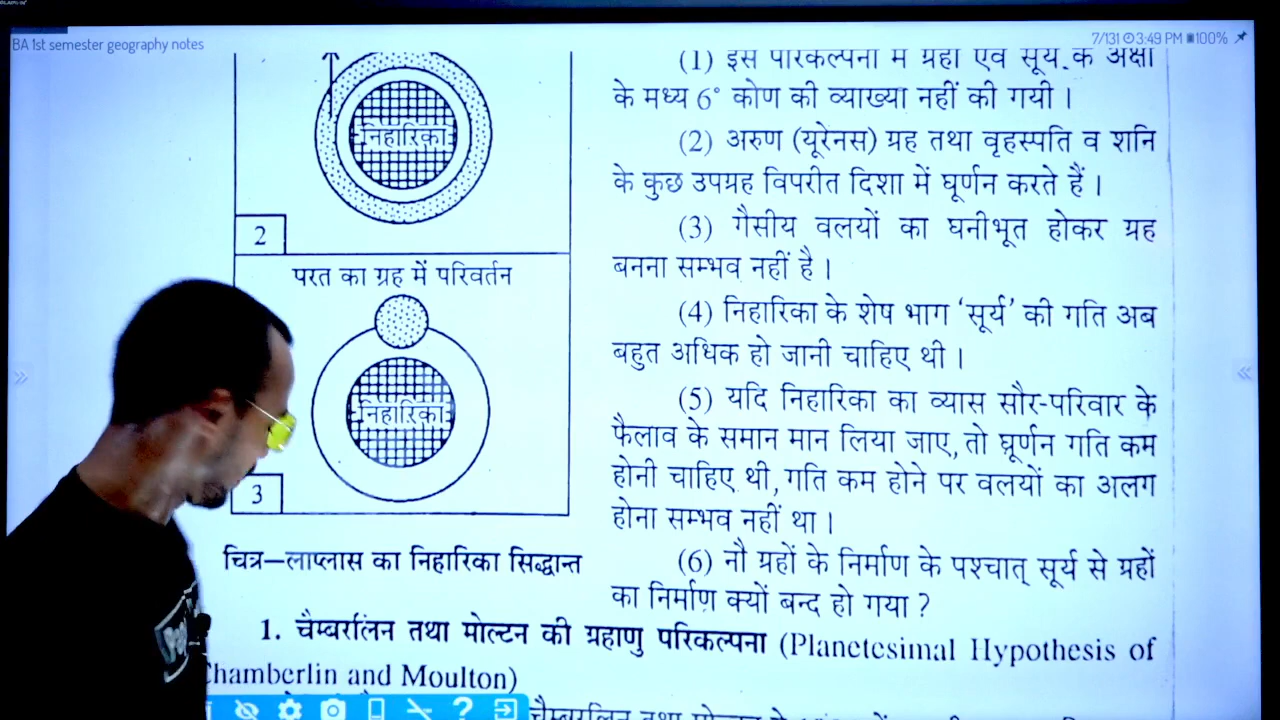 BA 1st semester geography notes
7/131 3:49 PM 100%
निहारिका
2
परत का ग्रह में परिवर्तन
निहारिका
3
चित्र–लाप्लास का निहारिका सिद्धान्त
(1) इस परिकल्पना में ग्रहों एवं सूर्य के अक्षों
के मध्य 6° कोण की व्याख्या नहीं की गयी।
(2) अरुण (यूरेनस) ग्रह तथा वृहस्पति व शनि
के कुछ उपग्रह विपरीत दिशा में घूर्णन करते हैं।
(3) गैसीय वलयों का घनीभूत होकर ग्रह
बनना सम्भव नहीं है।
(4) निहारिका के शेष भाग ‘सूर्य’ की गति अब
बहुत अधिक हो जानी चाहिए थी।
(5) यदि निहारिका का व्यास सौर-परिवार के
फैलाव के समान मान लिया जाए, तो घूर्णन गति कम
होनी चाहिए थी, गति कम होने पर वलयों का अलग
होना सम्भव नहीं था।
(6) नौ ग्रहों के निर्माण के पश्चात् सूर्य से ग्रहों
का निर्माण क्यों बन्द हो गया ?
1. चैम्बरलिन तथा मोल्टन की ग्रहाणु परिकल्पना (Planetesimal Hypothesis of
Chamberlin and Moulton)
चैम्बरलिन तथा मोल्टन